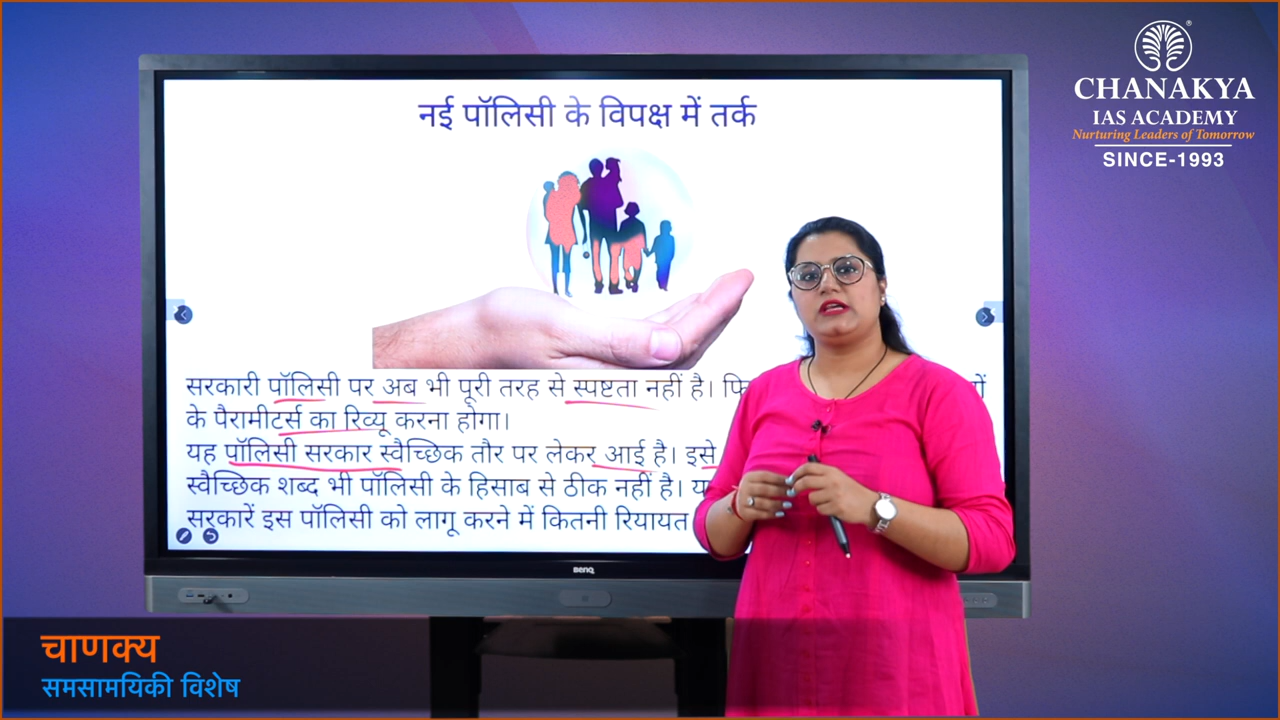 नई पॉलिसी के विपक्ष में तर्क
सरकारी पॉलिसी पर अब भी पूरी तरह से स्पष्टता नहीं है।
के पैरामीटर्स का रिव्यू करना होगा।
यह पॉलिसी सरकार स्वैच्छिक तौर पर लेकर आई है। इसे
स्वैच्छिक शब्द भी पॉलिसी के हिसाब से ठीक नहीं है।
सरकारें इस पॉलिसी को लागू करने में कितनी रियायत
BENQ
CHANAKYA
IAS ACADEMY
Nurturing Leaders of Tomorrow
SINCE-1993
चाणक्य
समसामयिकी विशेष